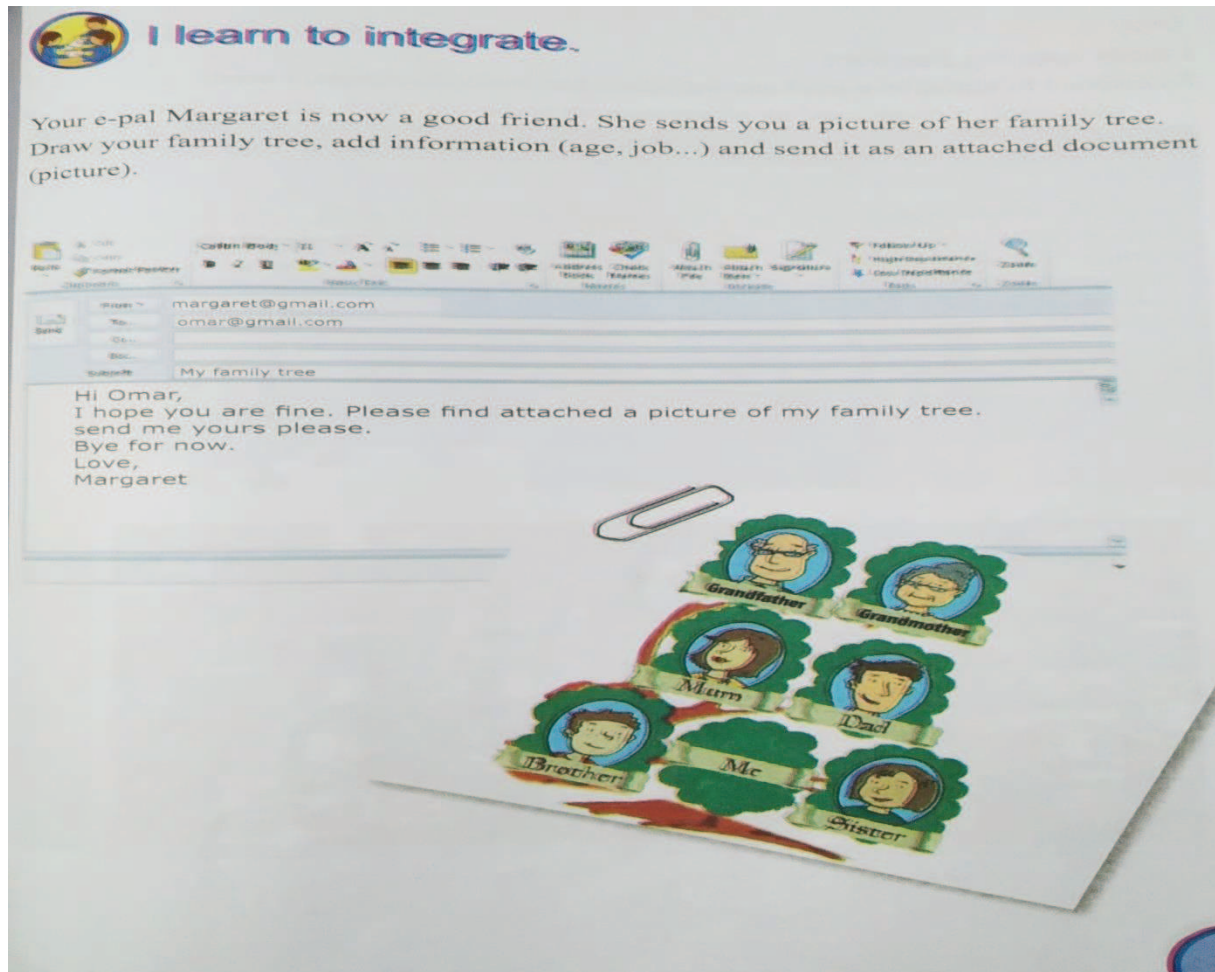 I learn to integrate.
Your e-pal Margaret is now a good friend. She sends you a picture of her family tree.
Draw your family tree, add information (age, job...) and send it as an attached document
(picture).
margaret@gmail.com
omar@gmail.com
My family tree
Hi Omar,
I hope you are fine. Please find attached a picture of my family tree.
send me yours please.
Bye for now.
Love,
Margaret
Grandfather
Grandmother
Mum
Dad
Brother
Me
Sister